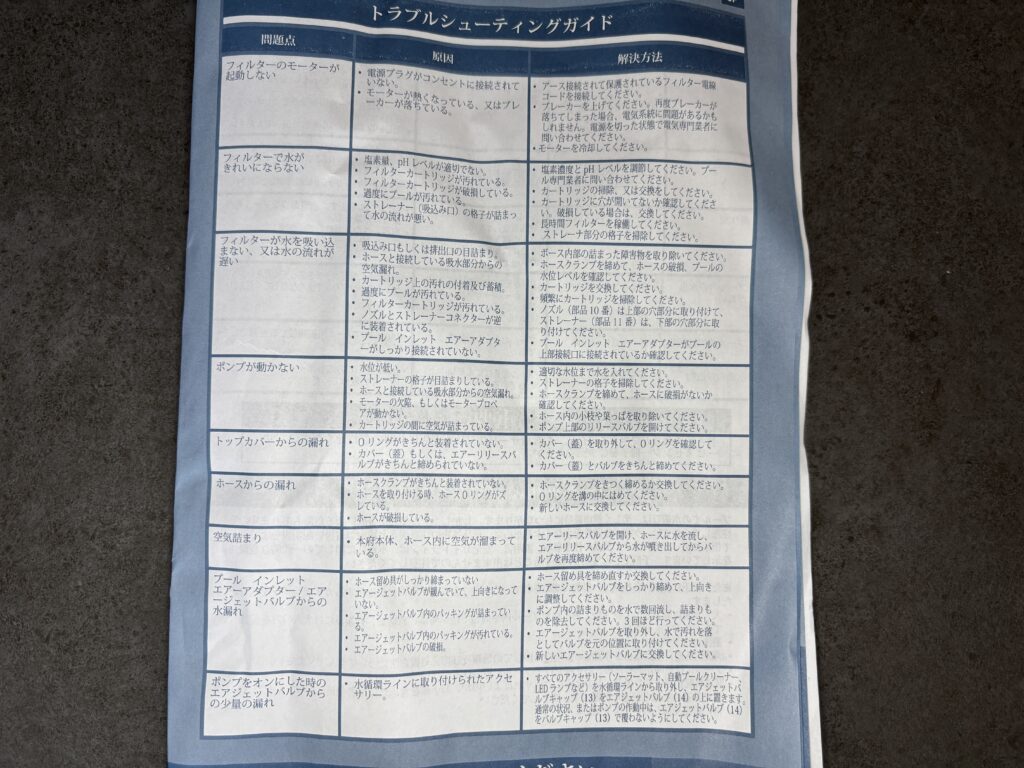 トラブルシューティングガイド
問題点
原因
解決方法
フィルターのモーターが
起動しない
• 電源プラグがコンセントに接続されて
いない。
• モーターが熱くなっている、又はブレ
ーカーが落ちている。
• アース接続されて保護されているフィルター電線
コードを接続してください。
• ブレーカーを上げてください。再度ブレーカーが
落ちてしまった場合、電気系統に問題があるかも
しれません。電源を切った状態で電気専門業者に
問い合わせてください。
• モーターを冷却してください。
フィルターで水が
きれいにならない
• 塩素量、pH レベルが適切でない。
• フィルターカートリッジが汚れている。
• フィルターカートリッジが破損している。
• 過度にプールが汚れている。
• ストレーナー（吸込み口）の格子が詰まっ
て水の流れが悪い。
• 塩素濃度と pH レベルを調節してください。プー
ル専門業者に問い合わせてください。
• カートリッジの掃除、又は交換をしてください。
• カートリッジに穴が開いてないか確認してくださ
い。破損している場合は、交換してください。
• 長時間フィルターを稼働してください。
• ストレーナ部分の格子を掃除してください。
フィルターが水を吸い込
まない、又は水の流れが
遅い
• 吸込み口もしくは排出口の目詰まり。
• ホースと接続している吸水部分からの
空気漏れ。
• カートリッジ上の汚れの付着及び蓄積。
• 過度にプールが汚れている。
• フィルターカートリッジが汚れている。
• ノズルとストレーナーコネクターが逆
に装着されている。
• プール　インレット　エアーアダプタ
ーがしっかり接続されていない。
• ホース内部の詰まった障害物を取り除いてください。
• ホースクランプを締めて、ホースの破損、プールの
水位レベルを確認してください。
• カートリッジを交換してください。
• 頻繁にカートリッジを掃除してください。
• ノズル（部品 10 番）は上部の穴部分に取り付けて、
ストレーナー（部品 11 番）は、下部の穴部分に取
り付けてください。
• プール　インレット　エアーアダプターがプールの
上部接続口に接続されているか確認してください。
ポンプが動かない
• 水位が低い。
• ストレーナーの格子が目詰まりしている。
• ホースと接続している吸水部分からの空気漏れ。
• モーターの欠陥、もしくはモータープロペ
アが動かない。
• カートリッジの間に空気が詰まっている。
• 適切な水位まで水を入れてください。
• ストレーナーの格子を掃除してください。
• ホースクランプを締めて、ホースに破損がないか
確認してください。
• ホース内の小枝や葉っぱを取り除いてください。
• ポンプ上部のリリースバルブを開けてください。
トップカバーからの漏れ
• O リングがきちんと装着されていない。
• カバー（蓋）もしくは、エアーリリースバ
ルブがきちんと締められていない。
• カバー（蓋）を取り外して、O リングを確認して
ください。
• カバー（蓋）とバルブをきちんと締めてください。
ホースからの漏れ
• ホースクランプがきちんと装着されていない。
• ホースを取り付ける時、ホース O リングがズ
レている。
• ホースが破損している。
• ホースクランプをきつく締めるか交換してください。
• O リングを溝の中にはめてください。
• 新しいホースに交換してください。
空気詰まり
• 本府本体、ホース内に空気が溜まって
いる。
• エアーリースバルブを開け、ホースに水を流し、
エアーリリースバルブから水が噴き出してからバ
ルブを再度締めてください。
プール　インレット
エアーアダプター / エア
ージェットバルブからの
水漏れ
• ホース留め具がしっかり締まっていない
• エアージェットバルブが緩んでいて、上向きになって
いない。
• エアージェットバルブ内のパッキングが詰まってい
る。
• エアージェットバルブ内のパッキングが汚れている。
• エアージェットバルブの破損。
• ホース留め具を締め直すか交換してください。
• エアージェットバルブをしっかり締めて、上向き
に調整してください。
• ポンプ内の詰まりものを水で数回流し、詰まりも
のを除去してください。3 回ほど行ってください。
• エアージェットバルブを取り外し、水で汚れを落
としてバルブを元の位置に取り付けてください。
• 新しいエアージェットバルブに交換してください。
ポンプをオンにした時の
エアジェットバルブから
の少量の漏れ
• 水循環ラインに取り付けられたアクセ
サリー。
• すべてのアクセサリー（ソーラーマット、自動プールクリーナー、
LED ランプなど）を水循環ラインから取り外し、エアジェットバ
ルブキャップ（13）をエアジェットバルブ（14）の上に置きます。
通常の状況、またはポンプの作動中は、エアジェットバルブ（14）
をバルブキャップ（13）で覆わないようにしてください。